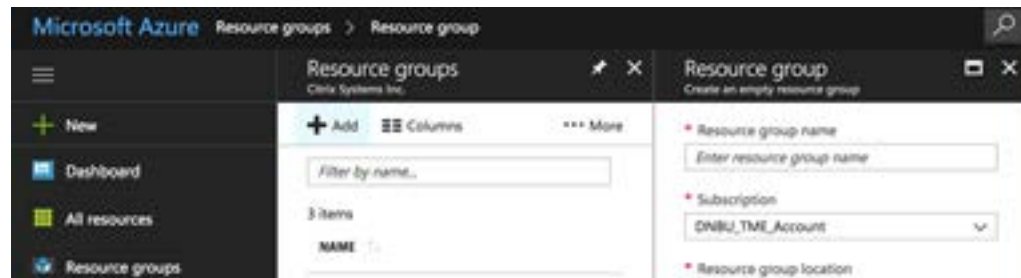 Microsoft Azure Resource groups > Resource group
Resource groups
Citrix Systems Inc.
Add Columns ••• More
Filter by name...
3 items
NAME
New
Dashboard
All resources
Resource groups
Resource group
Create an empty resource group
* Resource group name
Enter resource group name
* Subscription
DNBU_TME_Account
* Resource group location